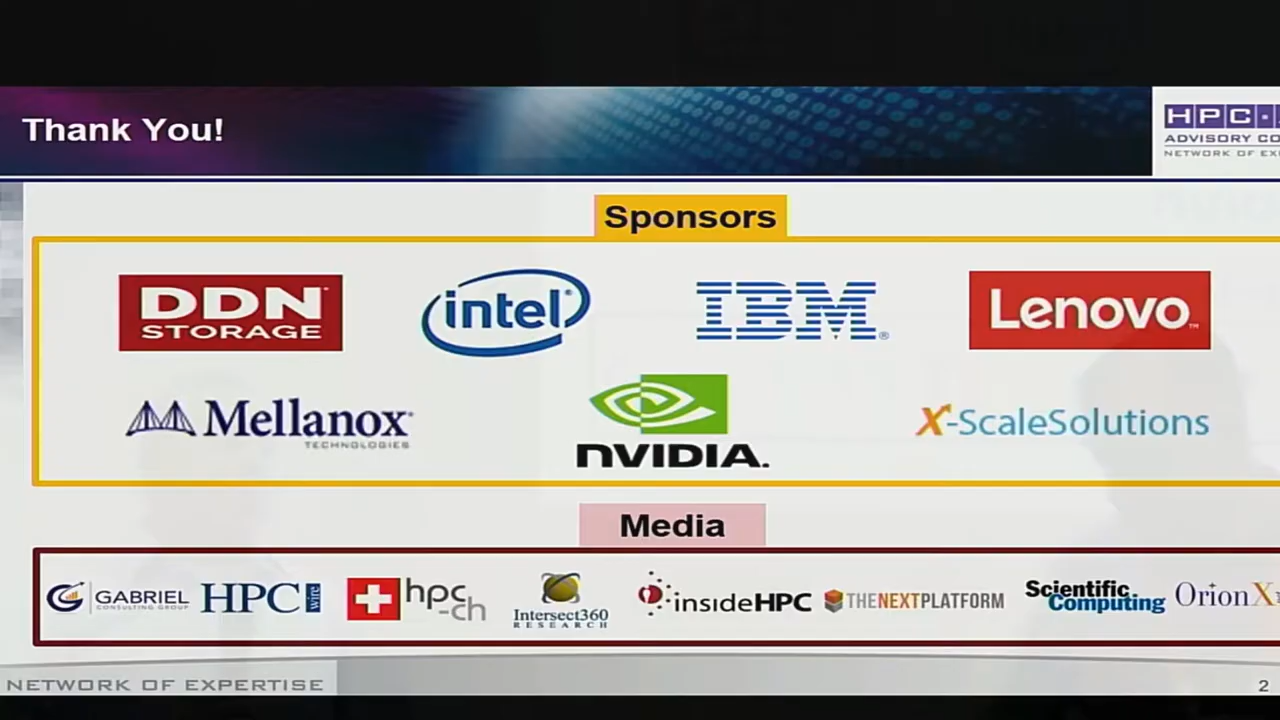 Thank You!
HPC
ADVISORY CO
NETWORK OF EX
Sponsors
DDN
STORAGE
intel
IBM
Lenovo
Mellanox
TECHNOLOGIES
NVIDIA.
X-ScaleSolutions
Media
GABRIEL
CONSULTING GROUP
HPC wire
hpc
-ch
Intersect360
RESEARCH
insideHPC
THENEXTPLATFORM
Scientific
Computing
OrionX
NETWORK OF EXPERTISE
2